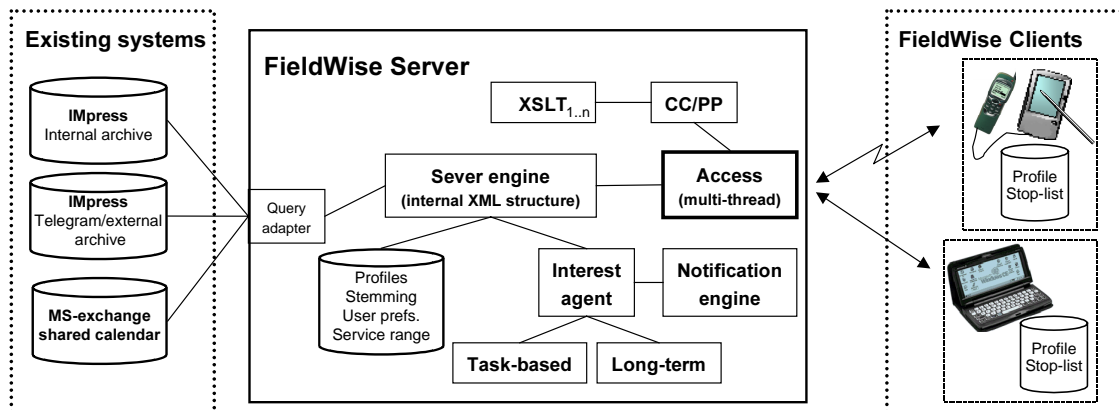 Existing systems
IMpress
Internal archive
IMpress
Telegram/external
archive
MS-exchange
shared calendar
FieldWise Server
XSLT1..n
CC/PP
Sever engine
(internal XML structure)
Access
(multi-thread)
Query
adapter
Profiles
Stemming
User prefs.
Service range
Interest
agent
Notification
engine
Task-based
Long-term
FieldWise Clients
Profile
Stop-list
Profile
Stop-list